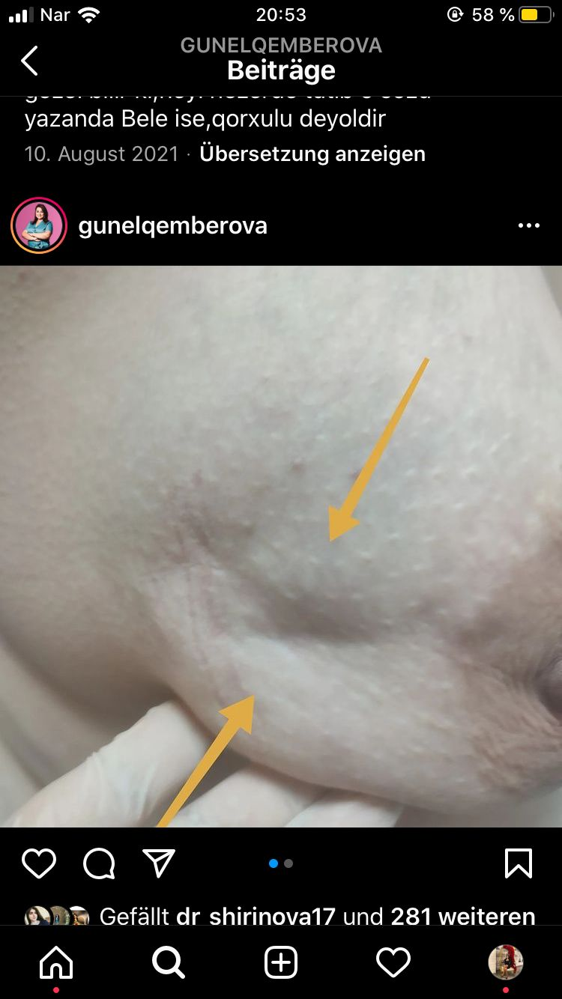 Nar 20:53 58 %
GUNELQEMBEROVA
Beiträge
yazanda Bele ise,qorxulu deyoldir
10. August 2021 · Übersetzung anzeigen
gunelqemberova
Gefällt dr_shirinova17 und 281 weiteren